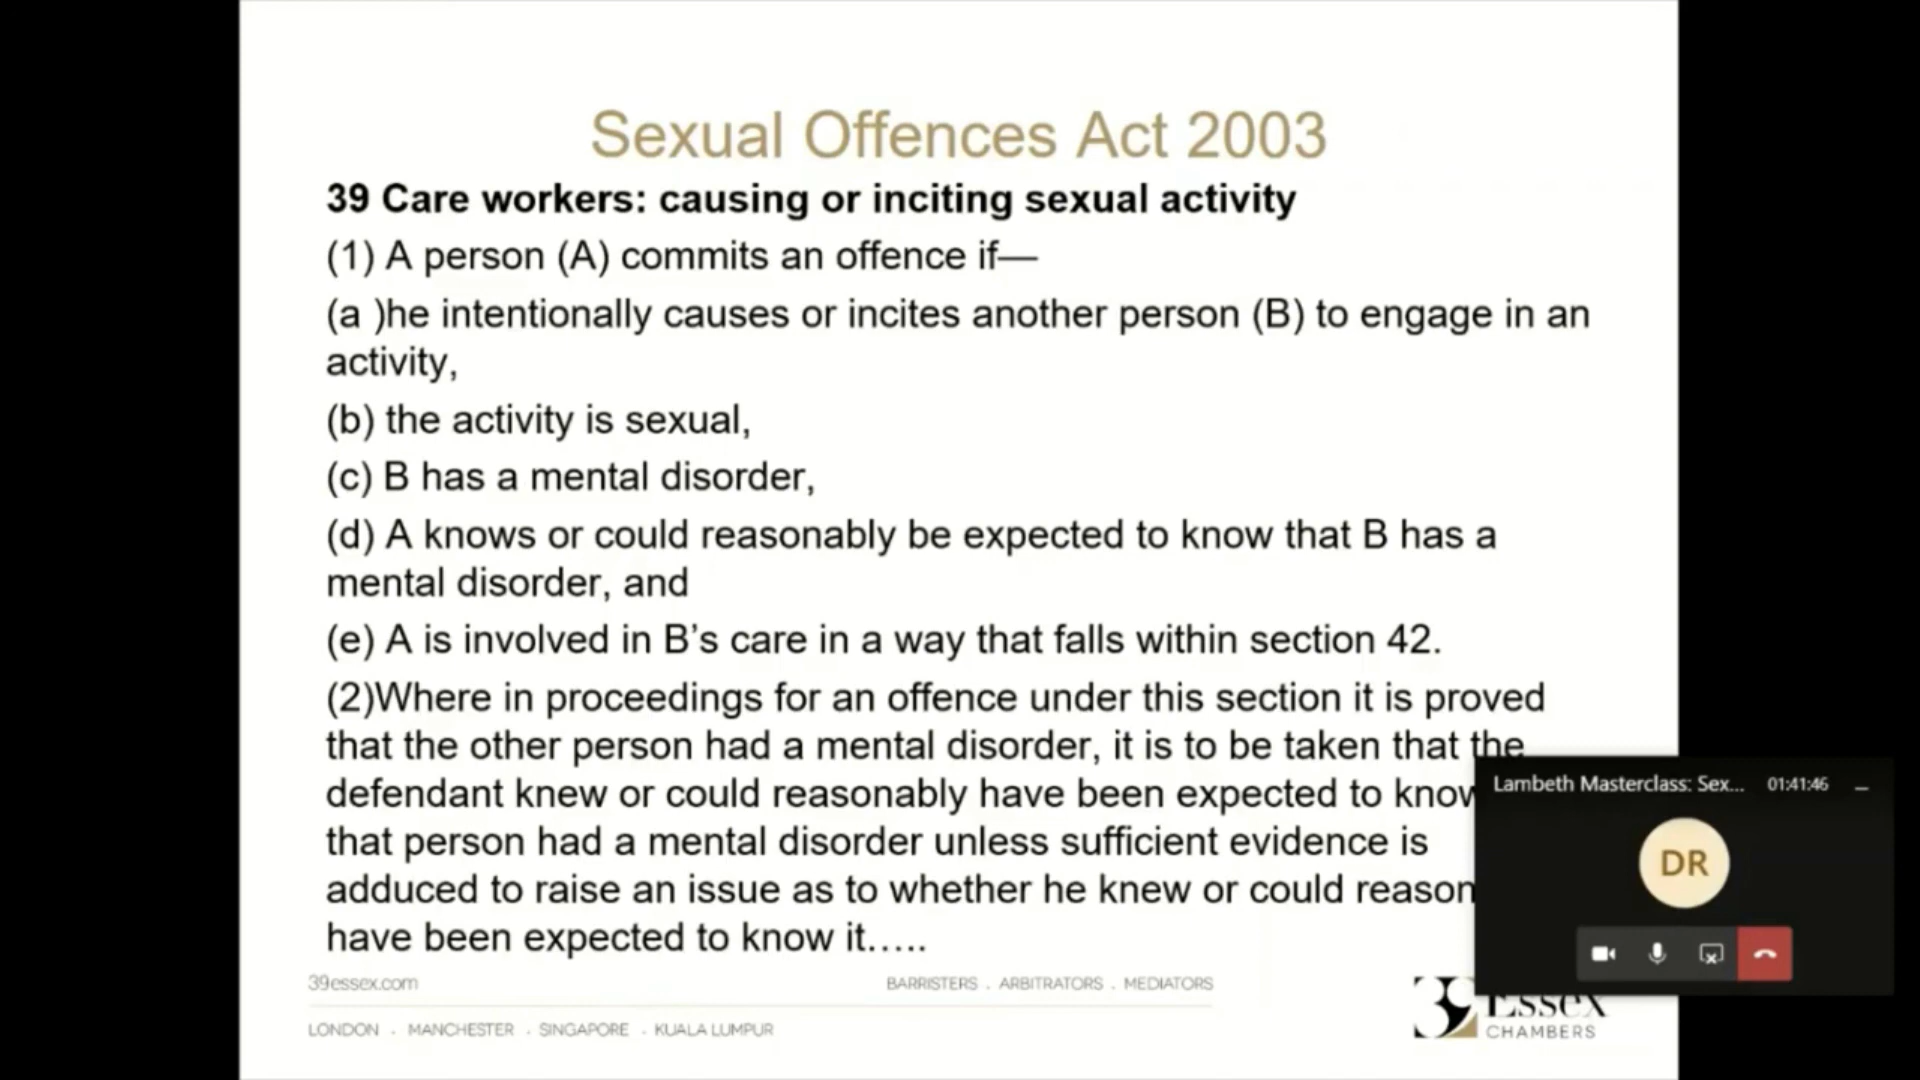 Sexual Offences Act 2003
39 Care workers: causing or inciting sexual activity
(1) A person (A) commits an offence if—
(a )he intentionally causes or incites another person (B) to engage in an
activity,
(b) the activity is sexual,
(c) B has a mental disorder,
(d) A knows or could reasonably be expected to know that B has a
mental disorder, and
(e) A is involved in B’s care in a way that falls within section 42.
(2)Where in proceedings for an offence under this section it is proved
that the other person had a mental disorder, it is to be taken that the
defendant knew or could reasonably have been expected to know
that person had a mental disorder unless sufficient evidence is
adduced to raise an issue as to whether he knew or could reason
have been expected to know it…..
Lambeth Masterclass: Sex... 01:41:46
DR
39essex.com
BARRISTERS . ARBITRATORS . MEDIATORS
LONDON . MANCHESTER . SINGAPORE . KUALA LUMPUR
39 Essex
CHAMBERS